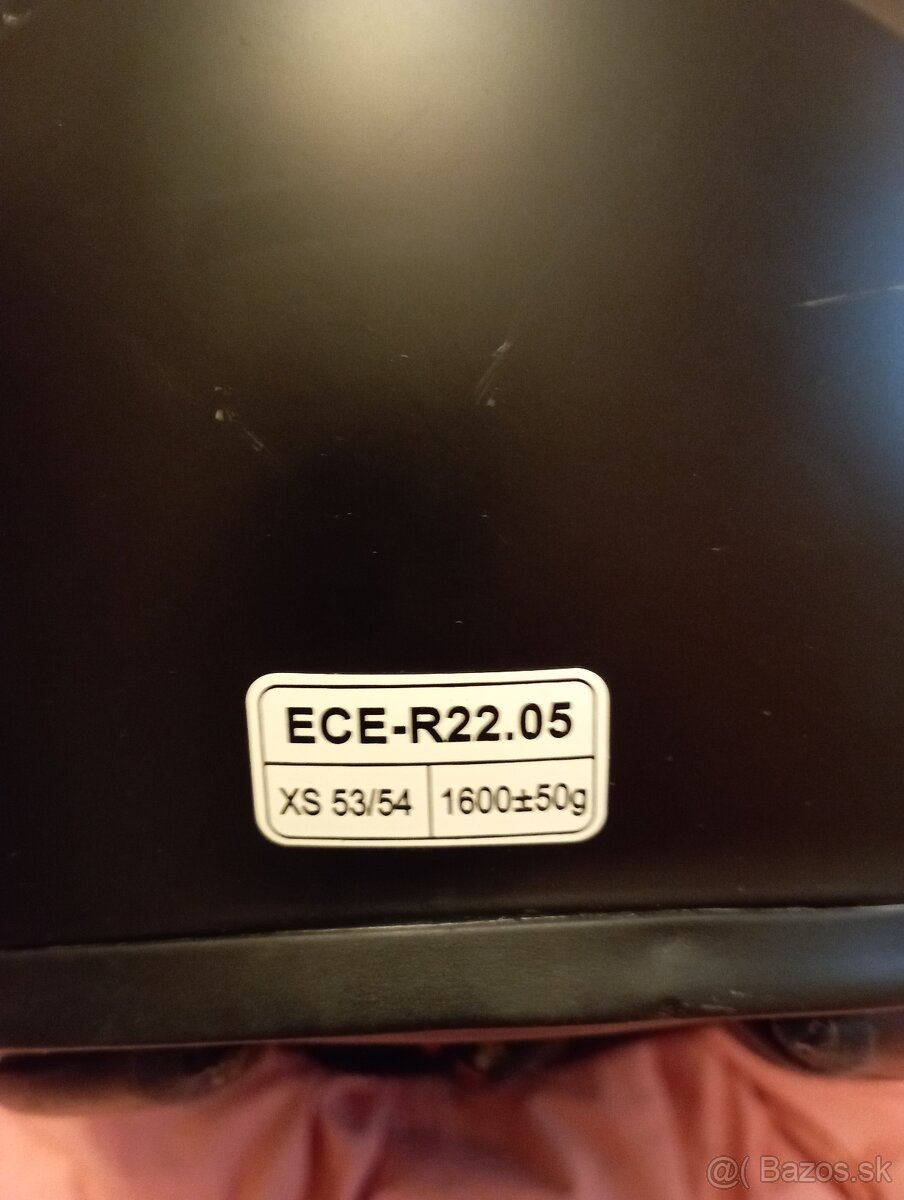 ECE-R22.05
XS 53/54 1600±50g
@( Bazos.sk